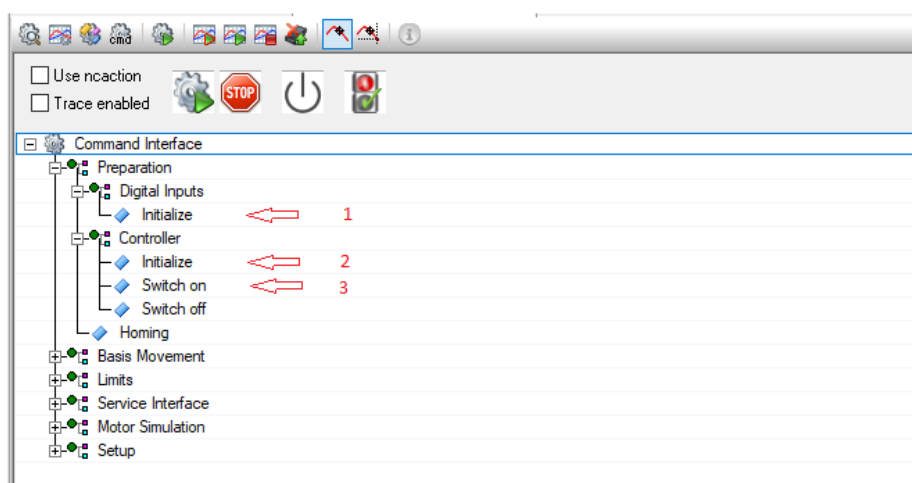 cmd
Use ncaction
Trace enabled
STOP
Command Interface
Preparation
Digital Inputs
Initialize 1
Controller
Initialize 2
Switch on 3
Switch off
Homing
Basis Movement
Limits
Service Interface
Motor Simulation
Setup